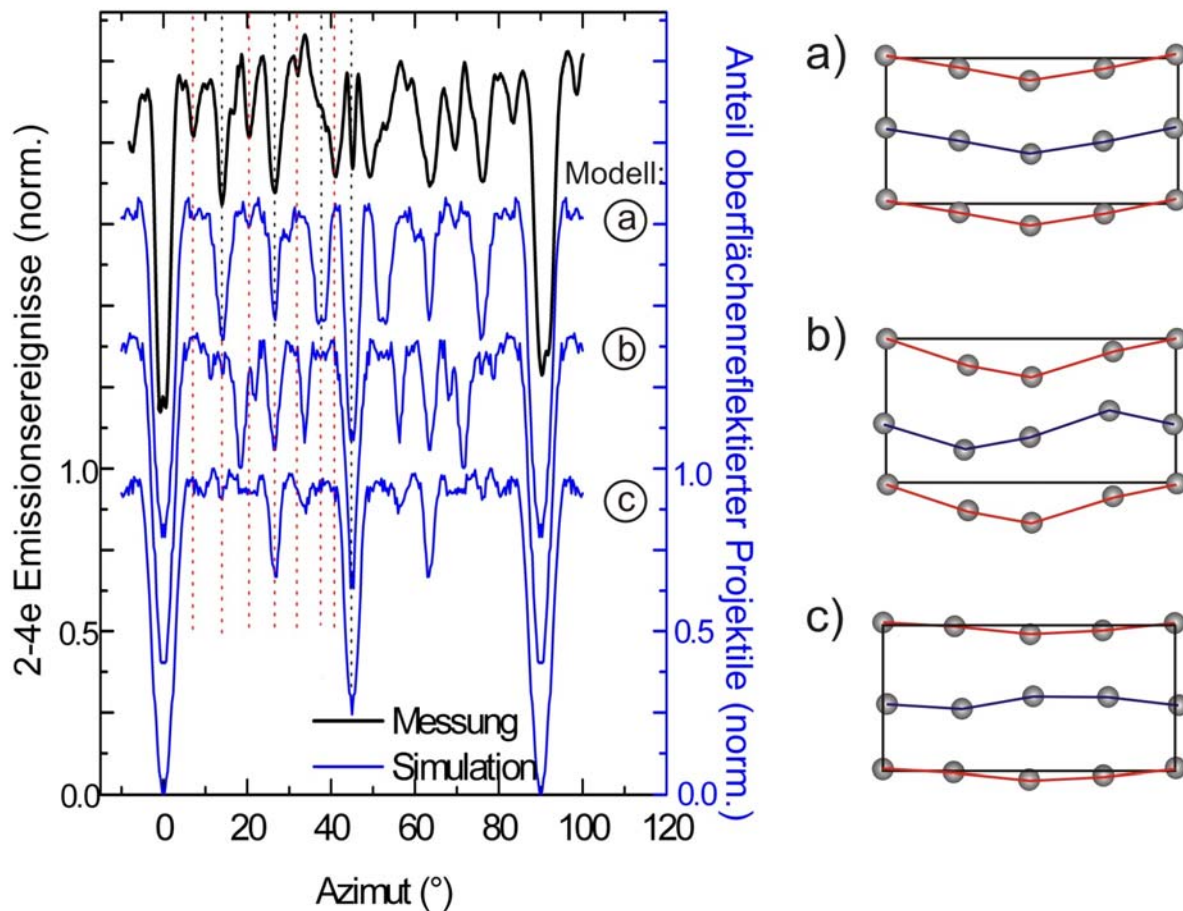 2-4e Emissionsereignisse (norm.)
1.0
0.5
0.0
0
20
40
60
80
100
120
Azimut (°)
Modell:
a
b
c
Messung
Simulation
1.0
0.5
0.0
Anteil oberflächenreflektierter Projektile (norm.)
a)
b)
c)